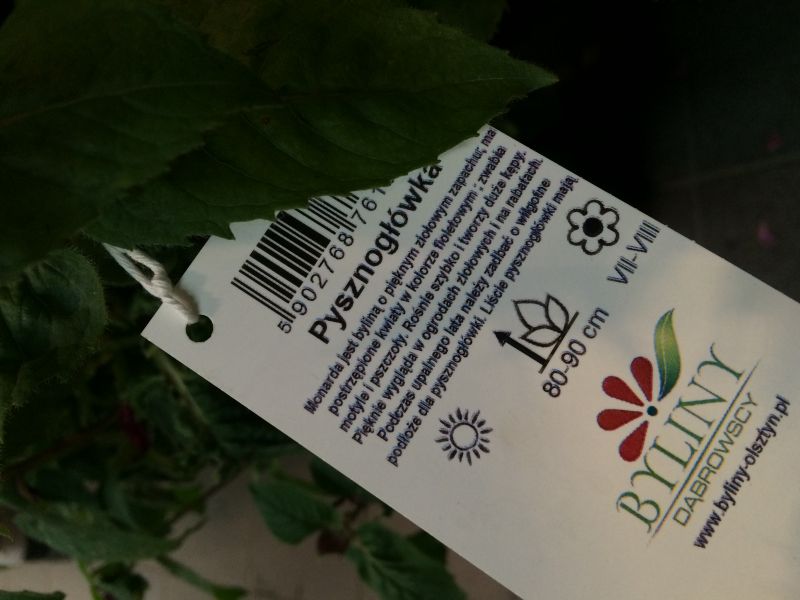 5 902768 76
Pysznogłówka
Monarda jest byliną o pięknym ziołowym zapachu, ma
postrzępione kwiaty w kolorze fioletowym i zwabia
motyle i pszczoły. Rośnie szybko i tworzy duże kępy.
Pięknie wygląda w ogrodach ziołowych i na rabatach.
Podczas upalnego lata należy zadbać o wilgotne
podłoże dla pysznogłówki. Liście pysznogłówki mają
80-90 cm
VII-VIII
BYLINY
DĄBROWSCY
www.byliny-olsztyn.pl